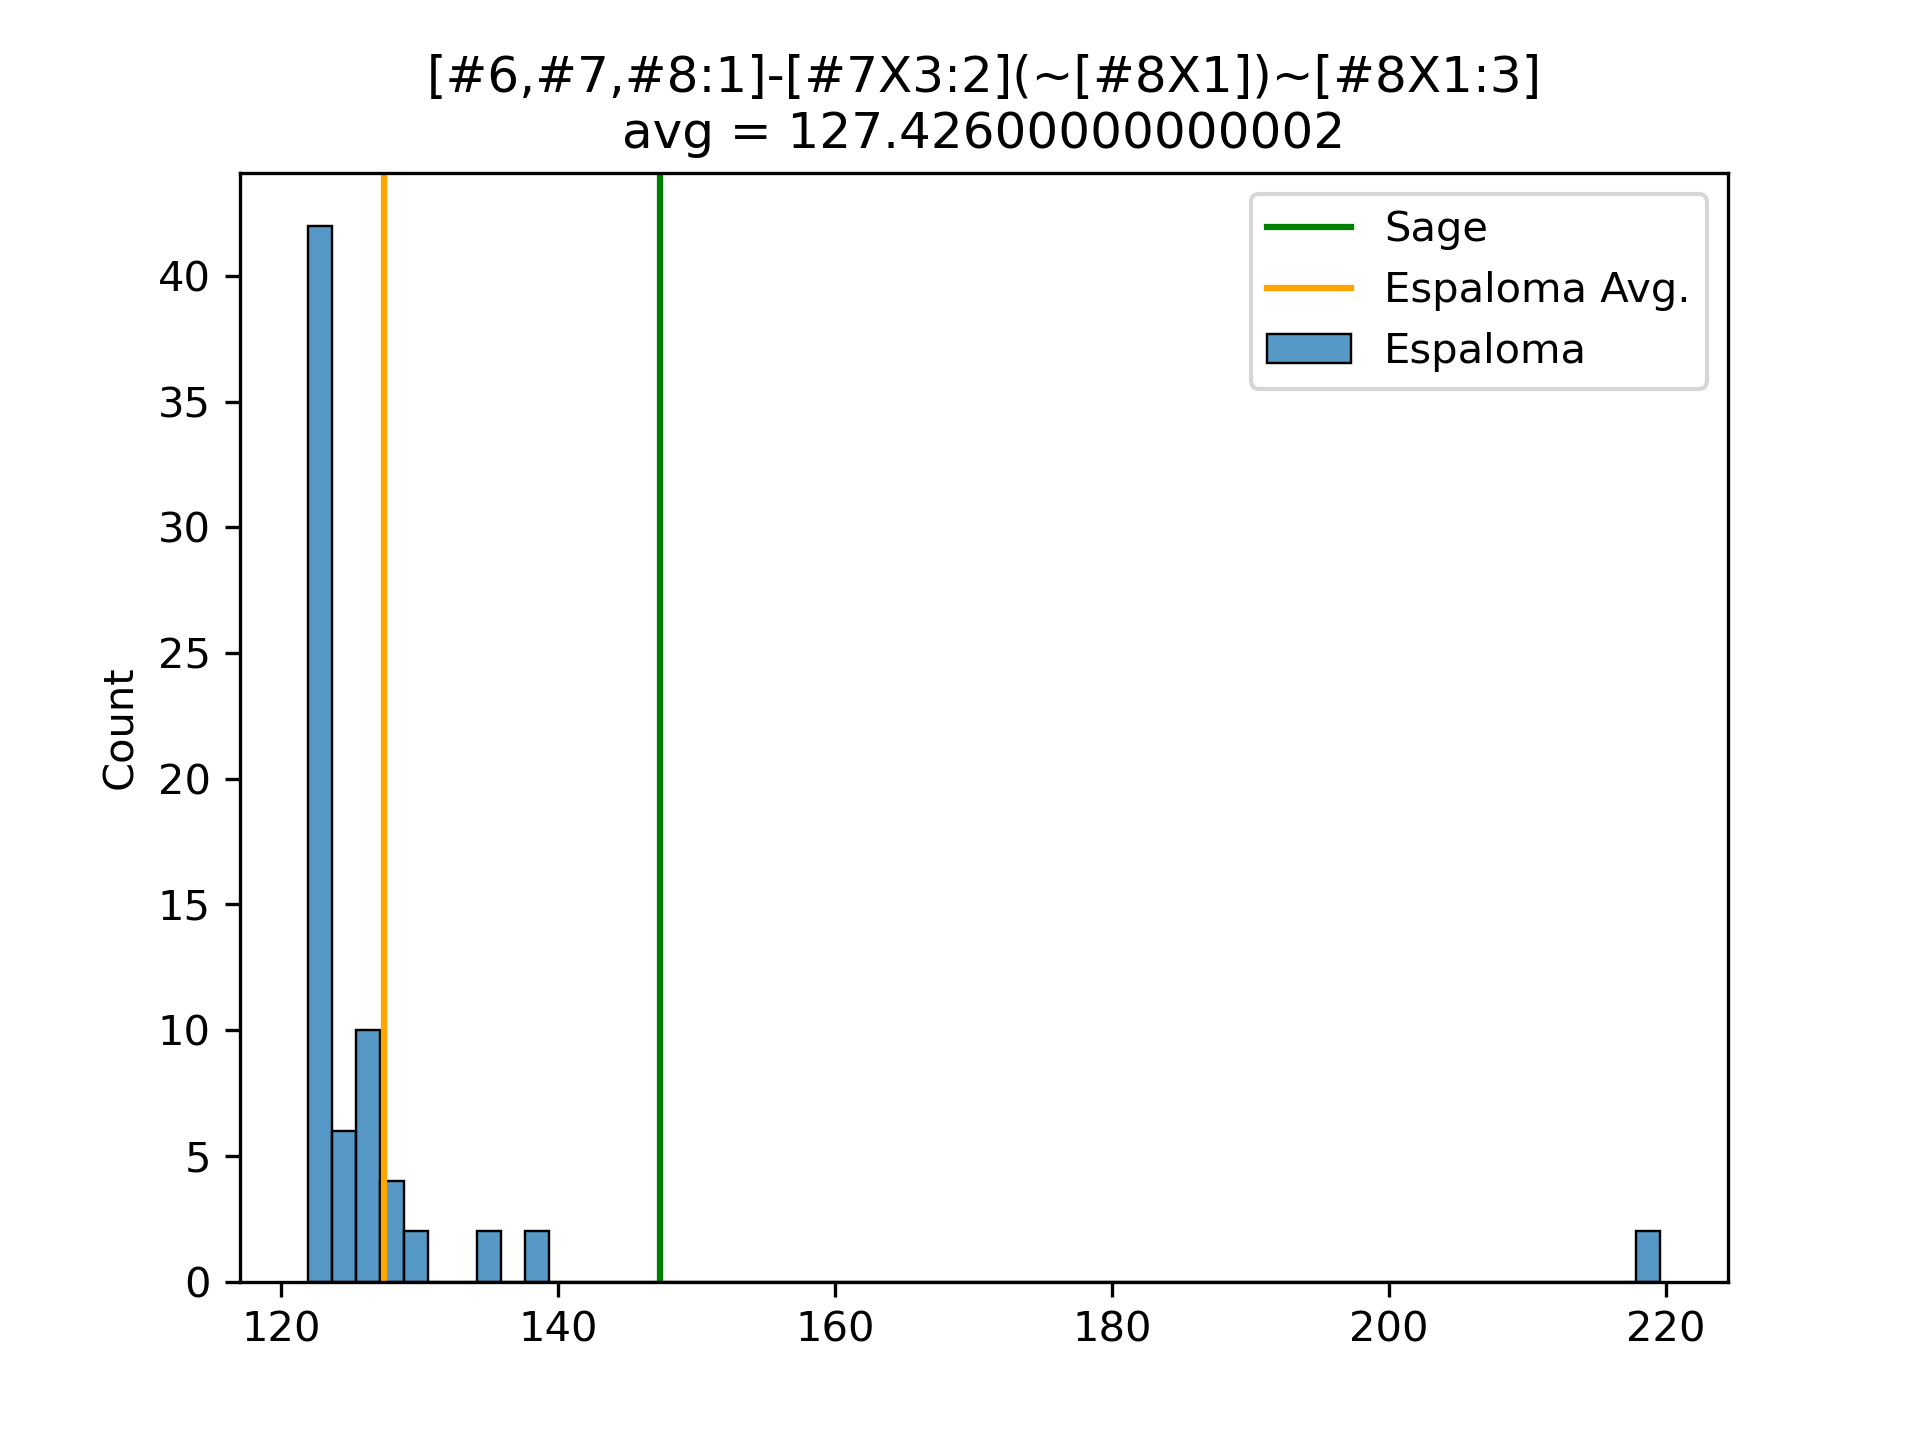 [#6,#7,#8:1]-[#7X3:2](~[#8X1])~[#8X1:3]
avg = 127.42600000000002
Sage
Espaloma Avg.
Espaloma
Count
40
35
30
25
20
15
10
5
0
120 140 160 180 200 220